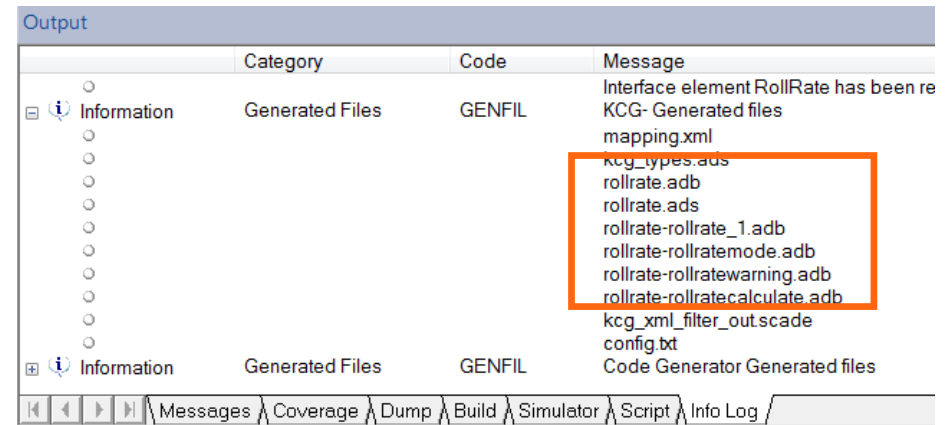 Output
Category Code Message
Interface element RollRate has been re
Information Generated Files GENFIL KCG- Generated files
mapping.xml
kcg_types.ads
rollrate.adb
rollrate.ads
rollrate-rollrate_1.adb
rollrate-rollratemode.adb
rollrate-rollratewarning.adb
rollrate-rollratecalculate.adb
kcg_xml_filter_out.scade
config.txt
Information Generated Files GENFIL Code Generator Generated files
Messages Coverage Dump Build Simulator Script Info Log